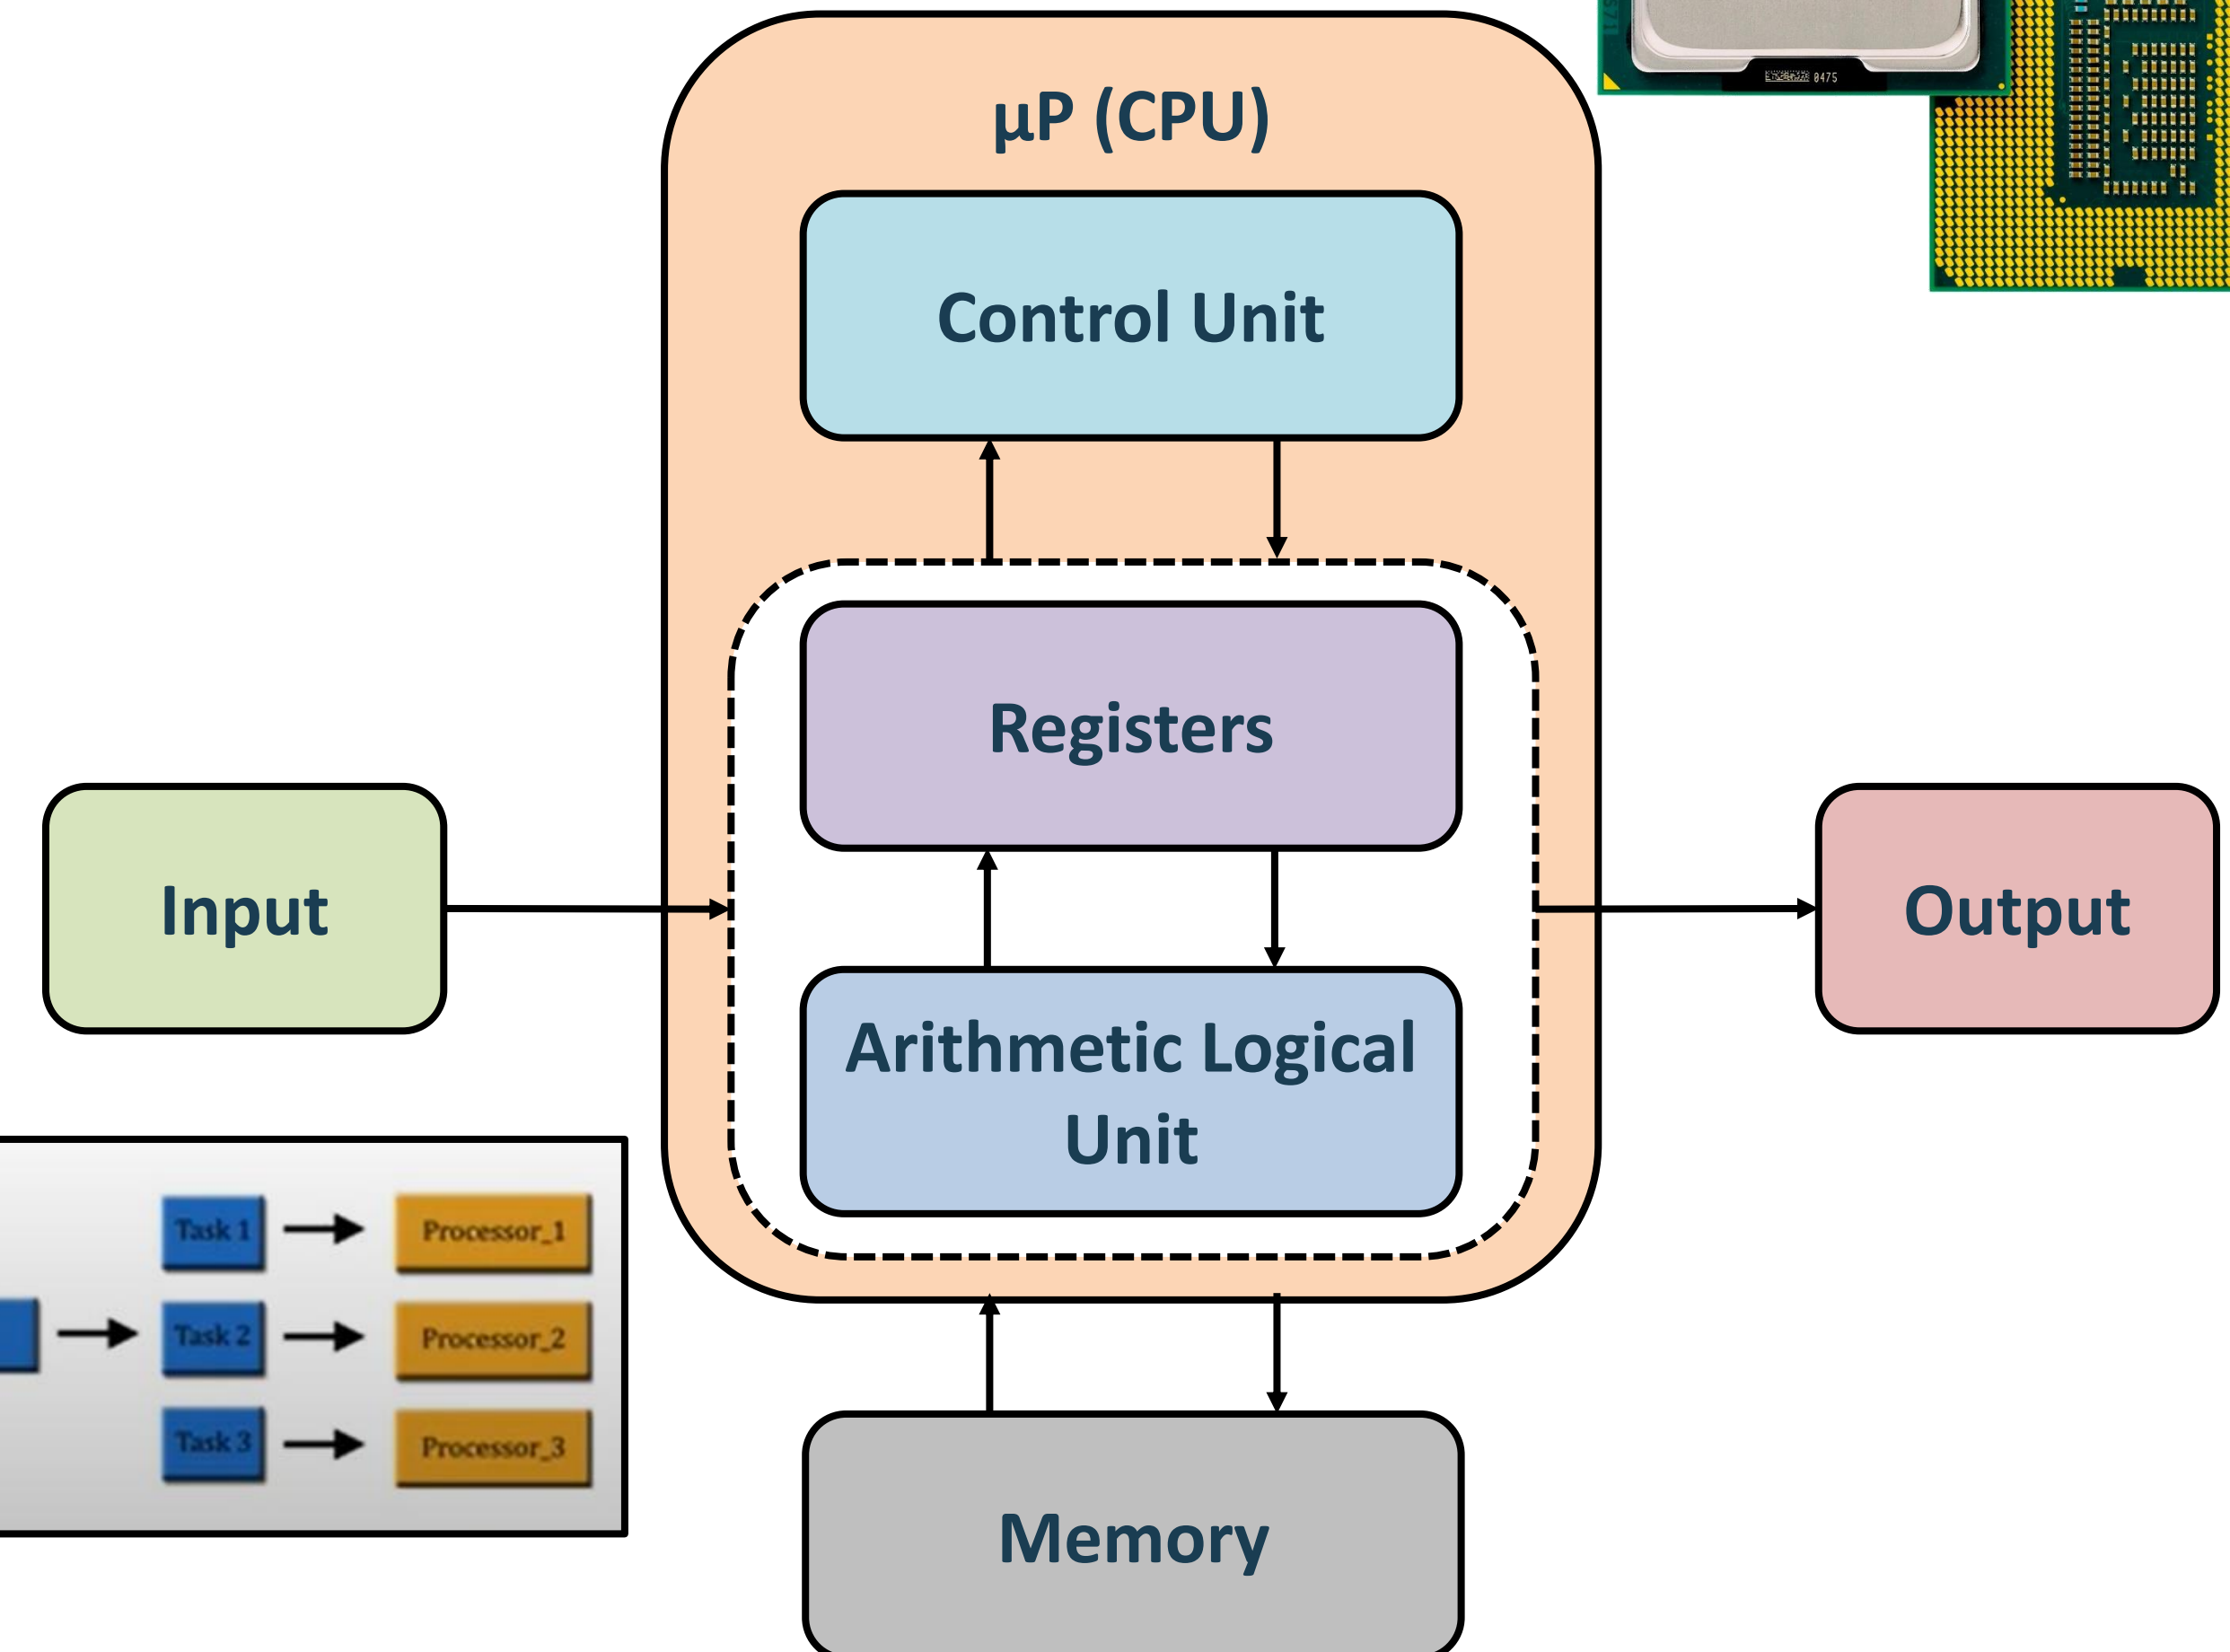 0475
µP (CPU)
Control Unit
Registers
Input
Output
Arithmetic Logical
Unit
Task 1
Processor_1
Task 2
Processor_2
Task 3
Processor_3
Memory